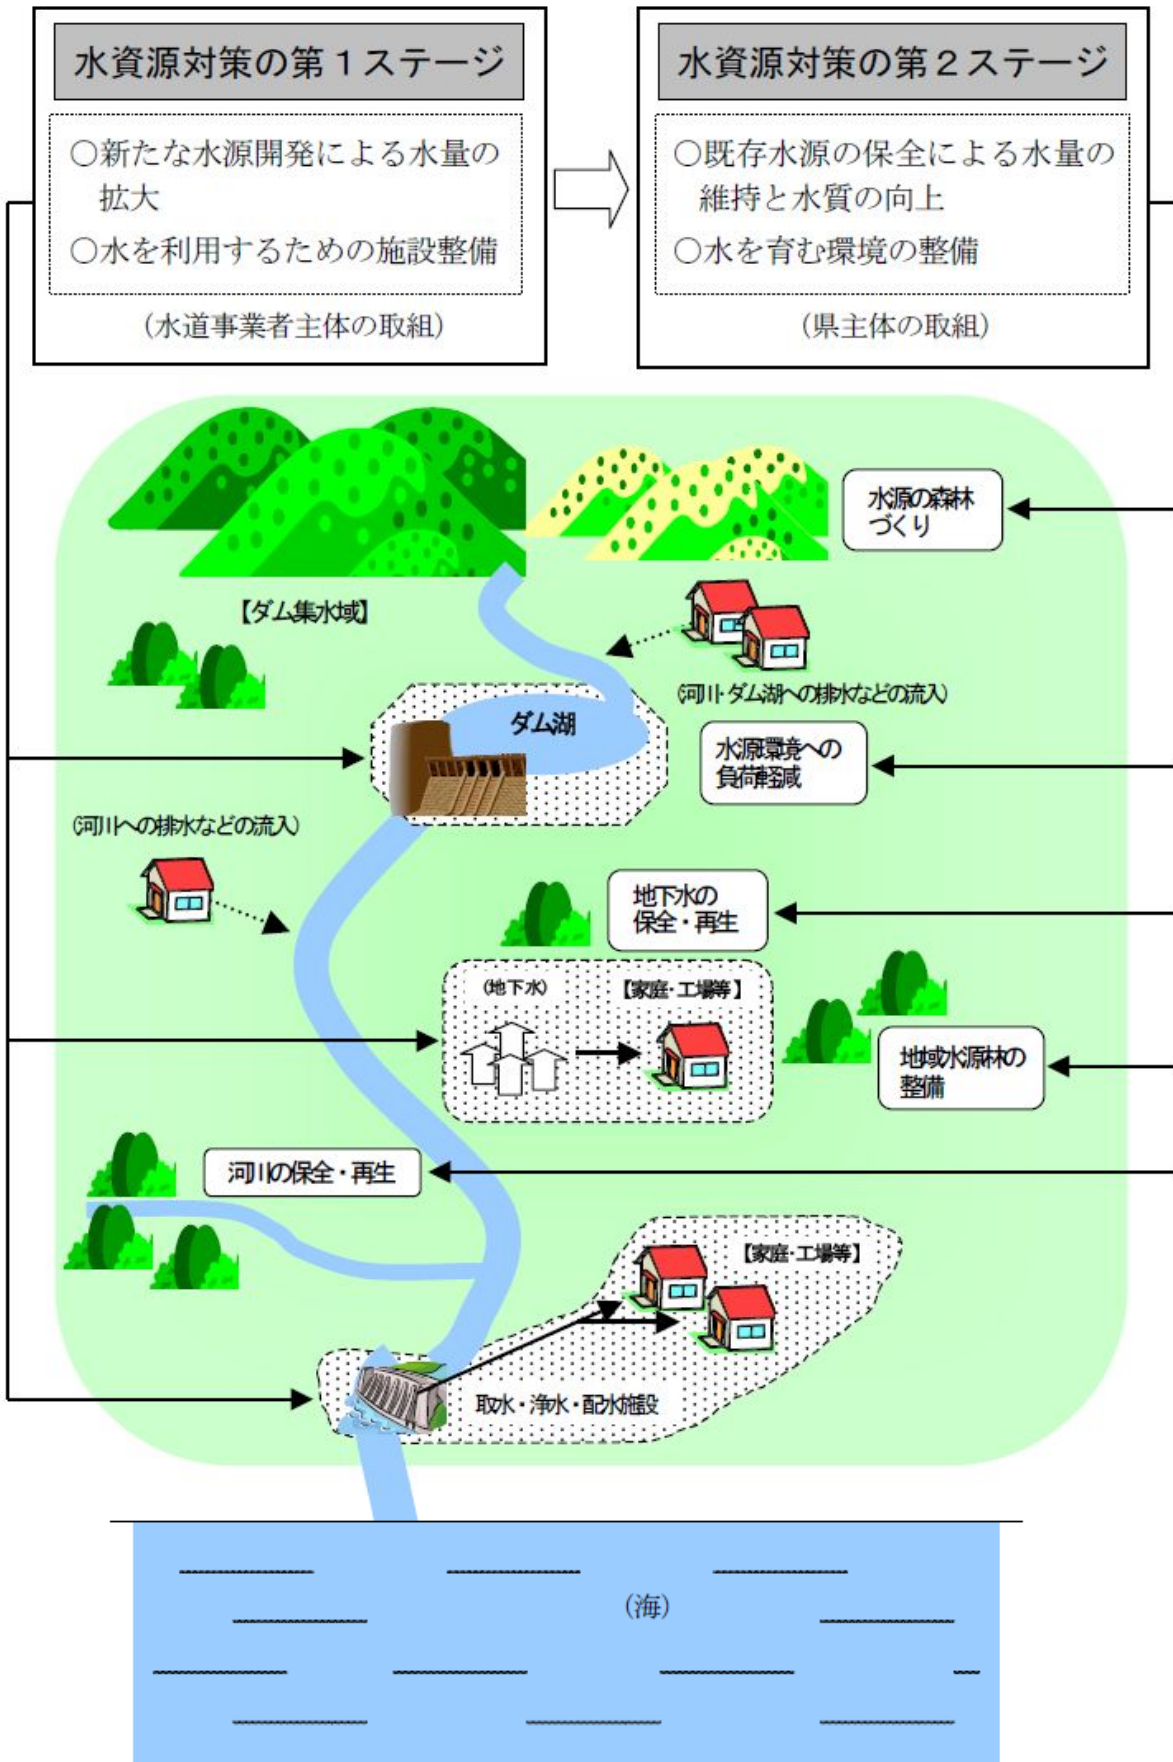 水資源対策の第1ステージ
○新たな水源開発による水量の
拡大
○水を利用するための施設整備
(水道事業者主体の取組)
水資源対策の第2ステージ
○既存水源の保全による水量の
維持と水質の向上
○水を育む環境の整備
(県主体の取組)
水源の森林
づくり
【ダム集水域】
(河川・ダム湖への排水などの流入)
ダム湖
水源環境への
負荷軽減
(河川への排水などの流入)
地下水の
保全・再生
(地下水)
【家庭・工場等】
地域水源林の
整備
河川の保全・再生
【家庭・工場等】
取水・浄水・配水施設
(海)